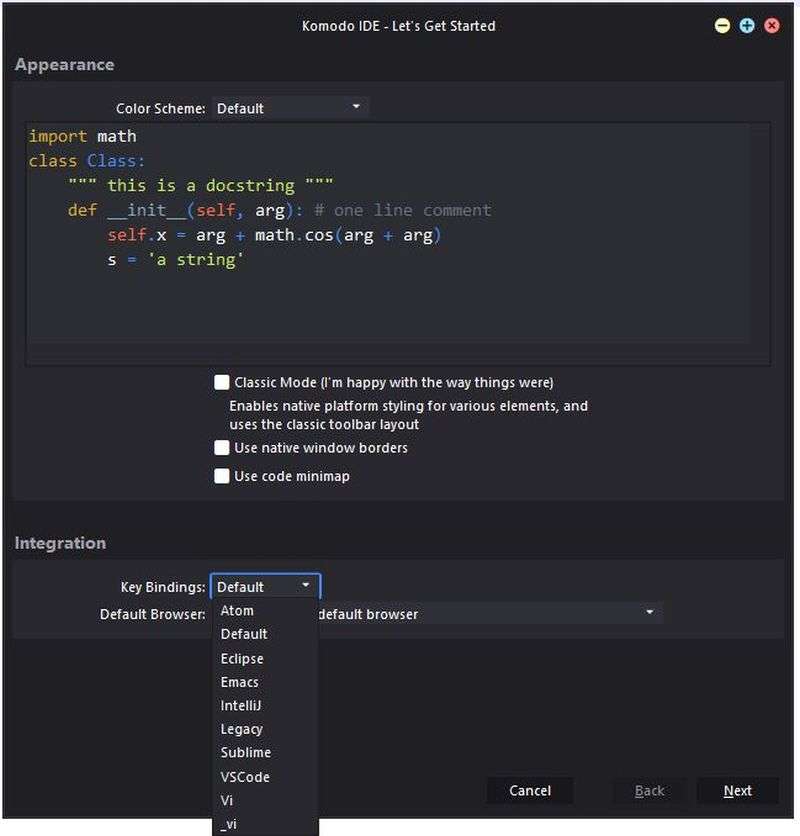 Komodo IDE - Let's Get Started
Appearance
Color Scheme: Default
import math
class Class:
    """ this is a docstring """
    def __init__(self, arg): # one line comment
        self.x = arg + math.cos(arg + arg)
        s = 'a string'
Classic Mode (I'm happy with the way things were)
Enables native platform styling for various elements, and
uses the classic toolbar layout
Use native window borders
Use code minimap
Integration
Key Bindings: Default
Default Browser: default browser
Atom
Default
Eclipse
Emacs
IntelliJ
Legacy
Sublime
VSCode
Vi
_vi
Cancel Back Next